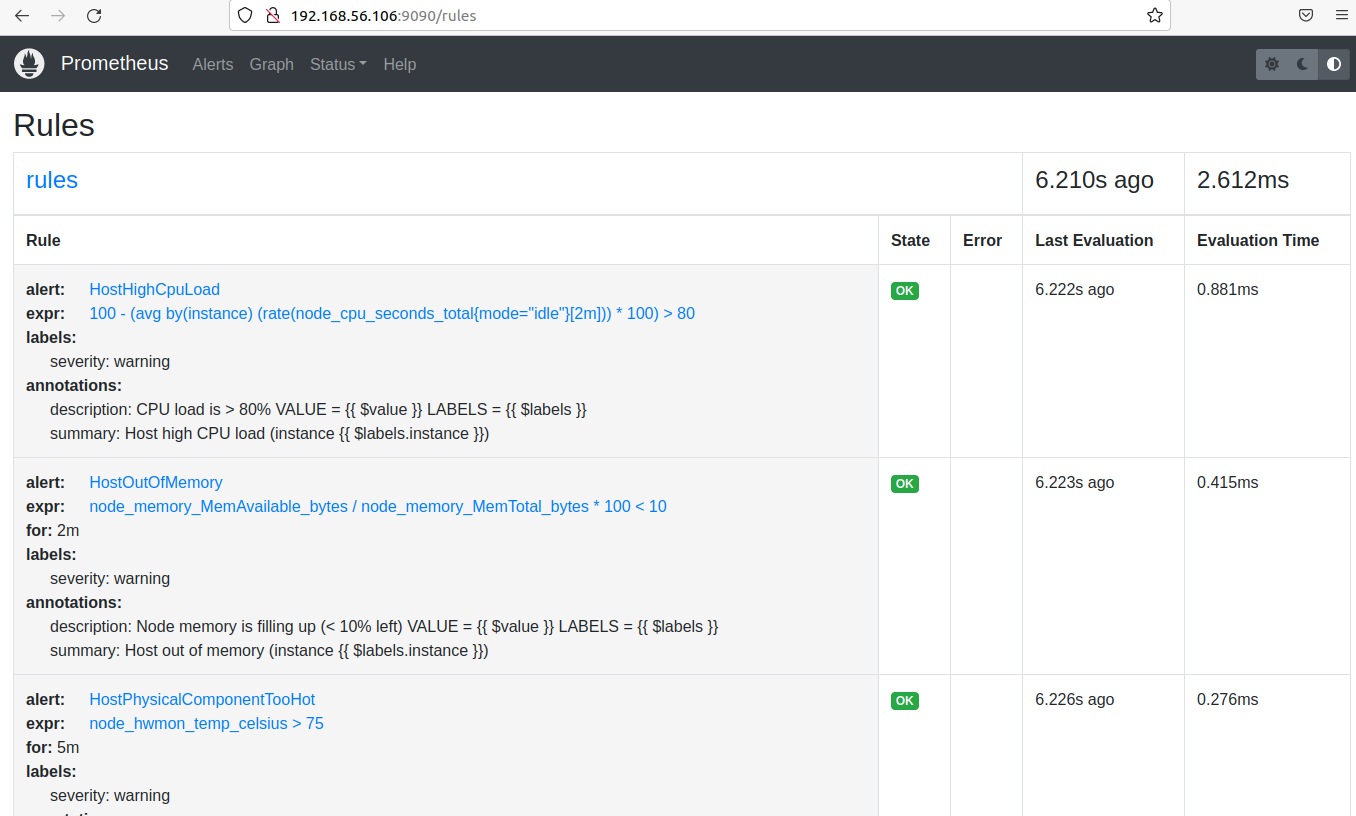 192.168.56.106:9090/rules
Prometheus Alerts Graph Status Help
Rules
rules 6.210s ago 2.612ms
Rule State Error Last Evaluation Evaluation Time
alert: HostHighCpuLoad OK 6.222s ago 0.881ms
expr: 100 - (avg by(instance) (rate(node_cpu_seconds_total{mode="idle"}[2m])) * 100) > 80
labels:
severity: warning
annotations:
description: CPU load is > 80% VALUE = {{ $value }} LABELS = {{ $labels }}
summary: Host high CPU load (instance {{ $labels.instance }})
alert: HostOutOfMemory OK 6.223s ago 0.415ms
expr: node_memory_MemAvailable_bytes / node_memory_MemTotal_bytes * 100 < 10
for: 2m
labels:
severity: warning
annotations:
description: Node memory is filling up (< 10% left) VALUE = {{ $value }} LABELS = {{ $labels }}
summary: Host out of memory (instance {{ $labels.instance }})
alert: HostPhysicalComponentTooHot OK 6.226s ago 0.276ms
expr: node_hwmon_temp_celsius > 75
for: 5m
labels:
severity: warning